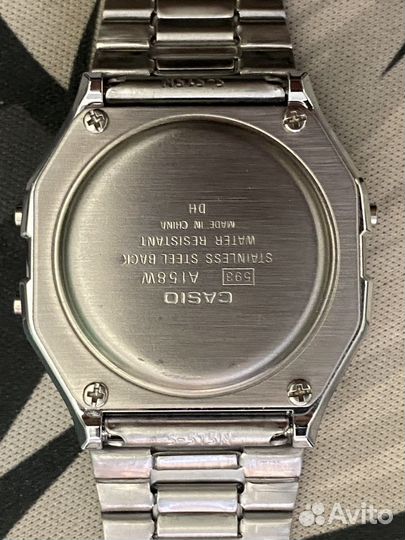 CASIO
593 A158W
STAINLESS STEEL BACK
WATER RESISTANT
MADE IN CHINA
DH
Avito